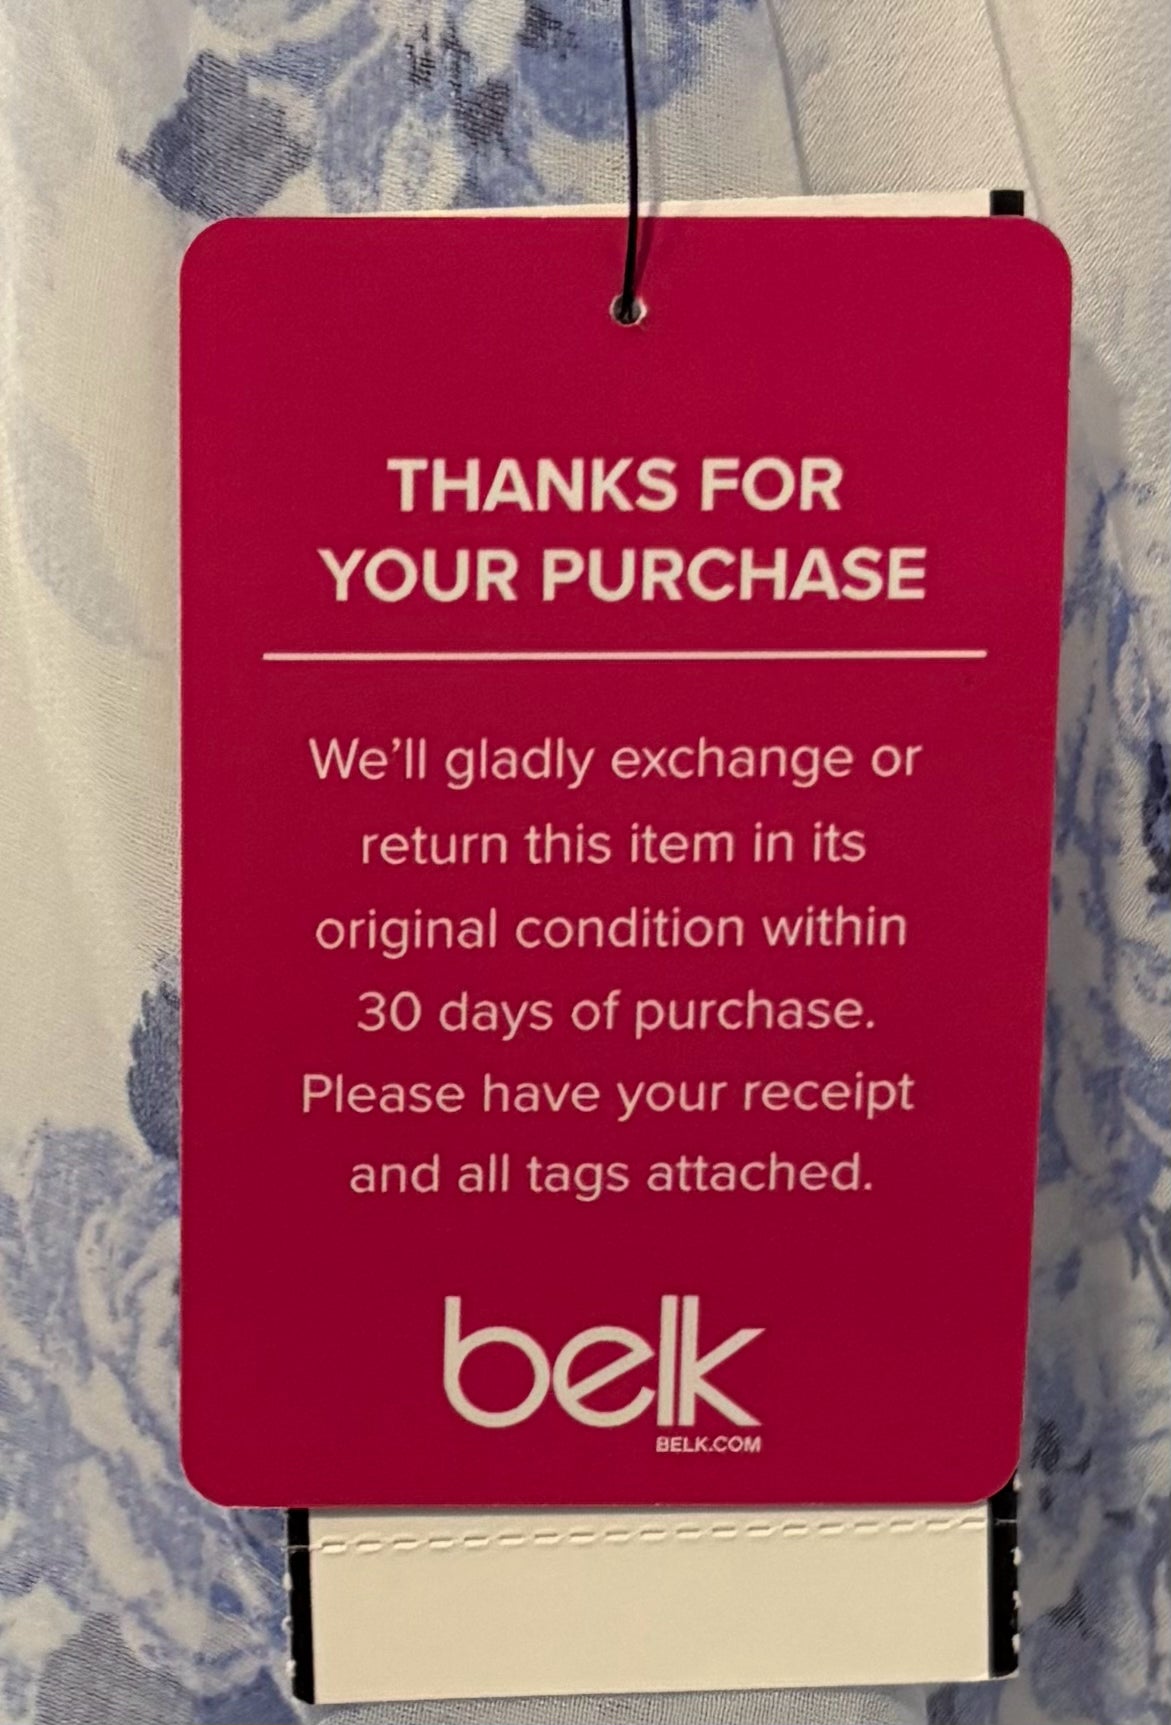 THANKS FOR
YOUR PURCHASE
We'll gladly exchange or
return this item in its
original condition within
30 days of purchase.
Please have your receipt
and all tags attached.
belk
BELK.COM